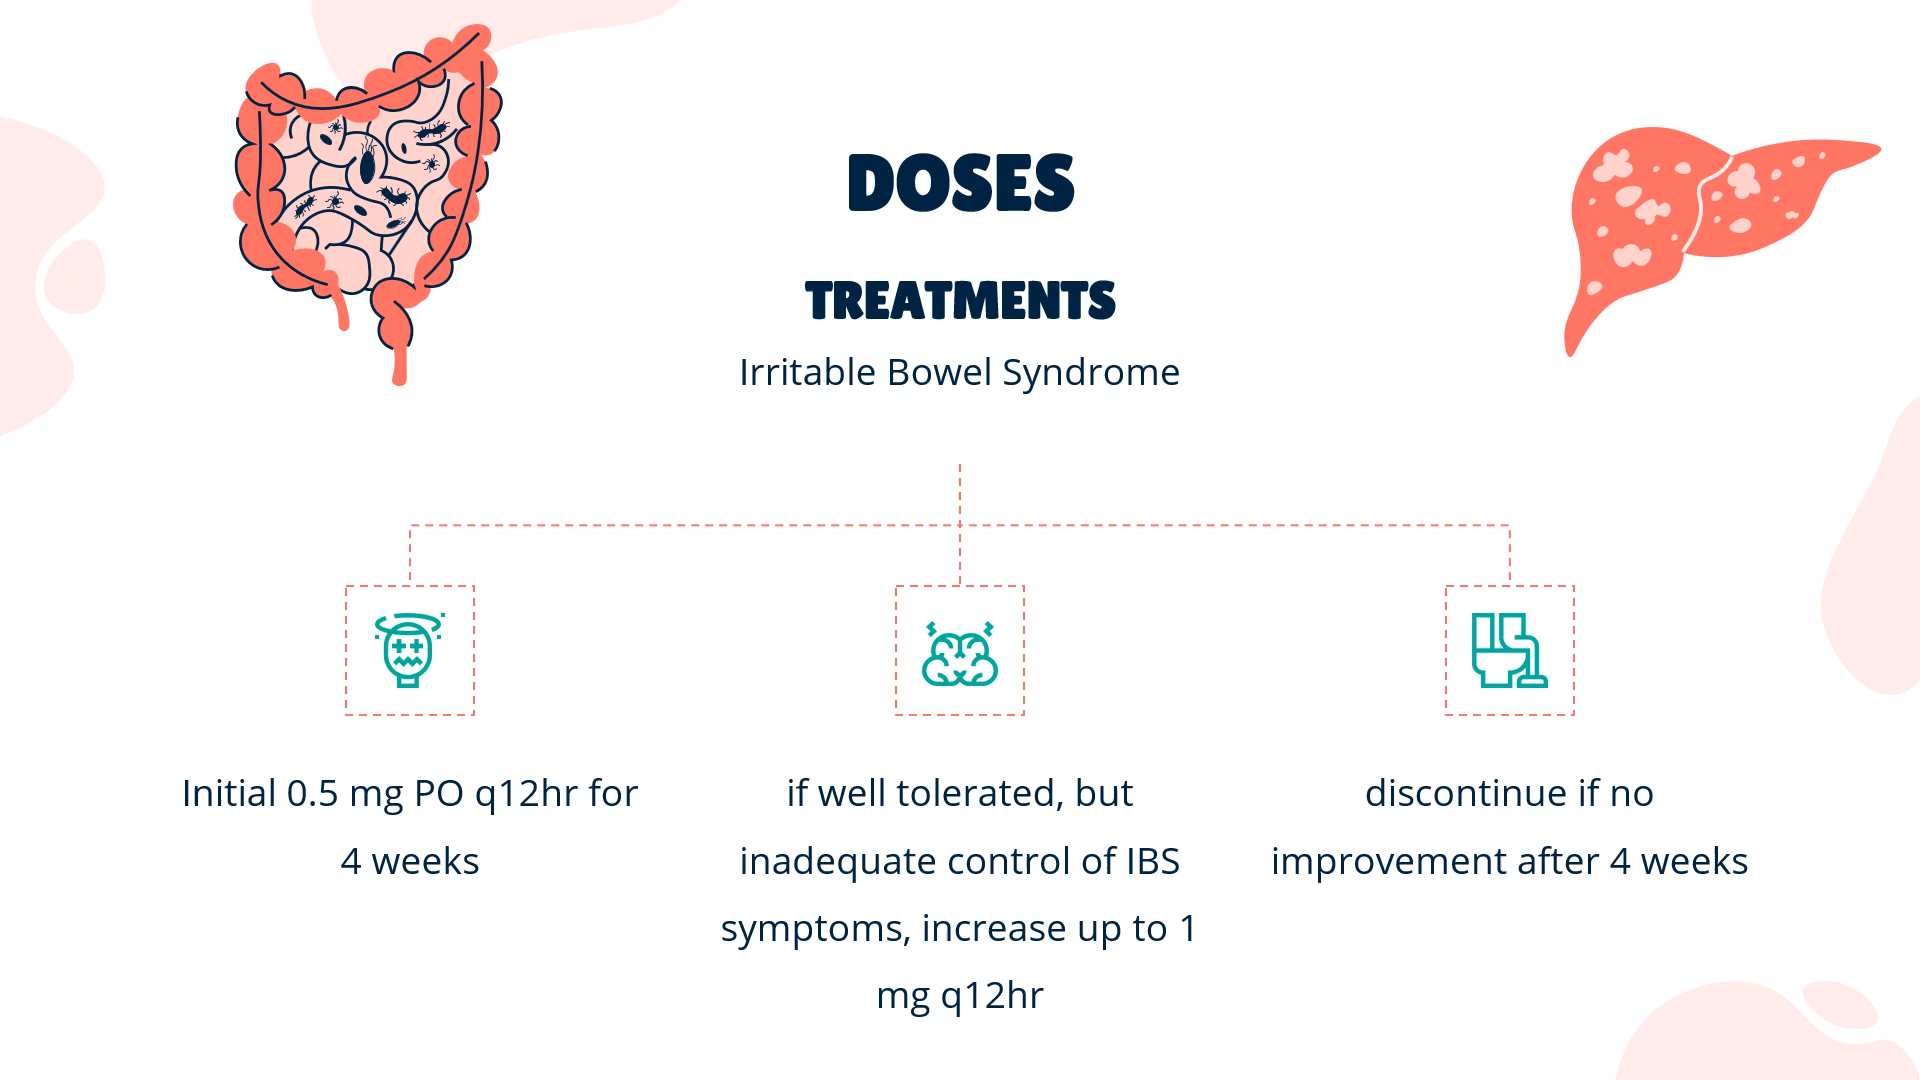 DOSES
TREATMENTS
Irritable Bowel Syndrome
Initial 0.5 mg PO q12hr for
4 weeks
if well tolerated, but
inadequate control of IBS
symptoms, increase up to 1
mg q12hr
discontinue if no
improvement after 4 weeks